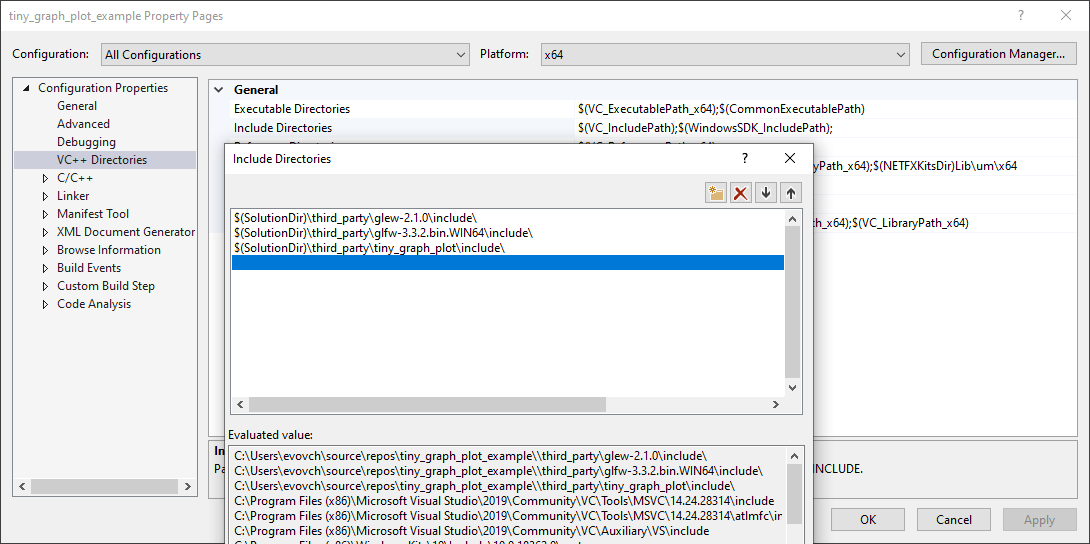 tiny_graph_plot_example Property Pages
Configuration: All Configurations Platform: x64 Configuration Manager...
Configuration Properties
General
Advanced
Debugging
VC++ Directories
C/C++
Linker
Manifest Tool
XML Document Generator
Browse Information
Build Events
Custom Build Step
Code Analysis
General
Executable Directories $(VC_ExecutablePath_x64);$(CommonExecutablePath)
Include Directories $(VC_IncludePath);$(WindowsSDK_IncludePath);
yPath_x64);$(NETFXKitsDir)Lib\um\x64
h_x64);$(VC_LibraryPath_x64)
Include Directories
$(SolutionDir)\third_party\glew-2.1.0\include\
$(SolutionDir)\third_party\glfw-3.3.2.bin.WIN64\include\
$(SolutionDir)\third_party\tiny_graph_plot\include\
Evaluated value:
C:\Users\evovch\source\repos\tiny_graph_plot_example\\third_party\glew-2.1.0\include\
C:\Users\evovch\source\repos\tiny_graph_plot_example\\third_party\glfw-3.3.2.bin.WIN64\include\
C:\Users\evovch\source\repos\tiny_graph_plot_example\\third_party\tiny_graph_plot\include\
C:\Program Files (x86)\Microsoft Visual Studio\2019\Community\VC\Tools\MSVC\14.24.28314\include
C:\Program Files (x86)\Microsoft Visual Studio\2019\Community\VC\Tools\MSVC\14.24.28314\atlmfc\in
C:\Program Files (x86)\Microsoft Visual Studio\2019\Community\VC\Auxiliary\VS\include
In
Pa
INCLUDE.
OK Cancel Apply